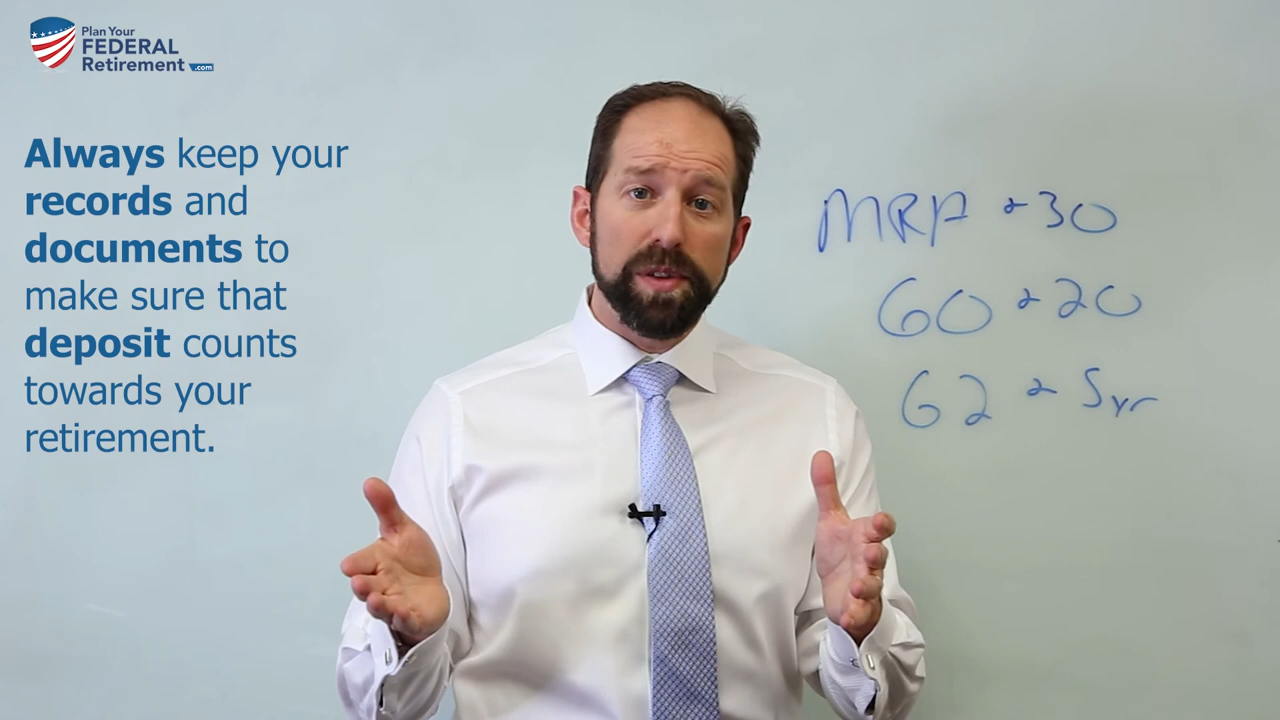 Plan Your
FEDERAL
Retirement .com
Always keep your
records and
documents to
make sure that
deposit counts
towards your
retirement.
MRA + 30
60 + 20
62 + 5yr